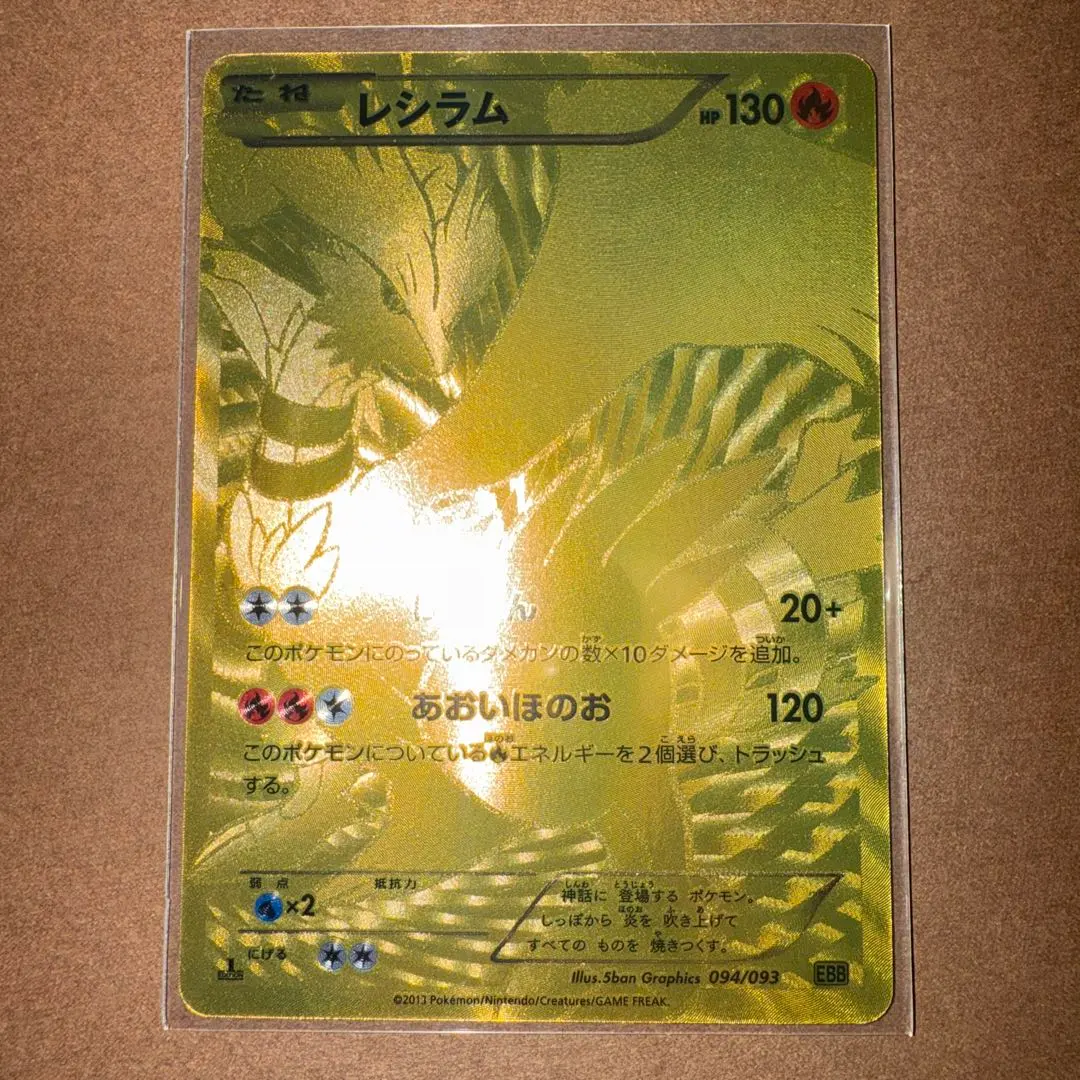 たね レシラム HP130
20+
このポケモンにのっているダメカンの数×10ダメージを追加。
あおいほのお 120
このポケモンについているエネルギーを2個選び、トラッシュ
する。
弱点 抵抗力
×2
神話に 登場する ポケモン。
しっぽから 炎を 吹き上げて
すべての ものを 焼きつくす。
にげる
1 EDITION
Illus.5ban Graphics 094/093 EBB
©2013 Pokémon/Nintendo/Creatures/GAME FREAK.